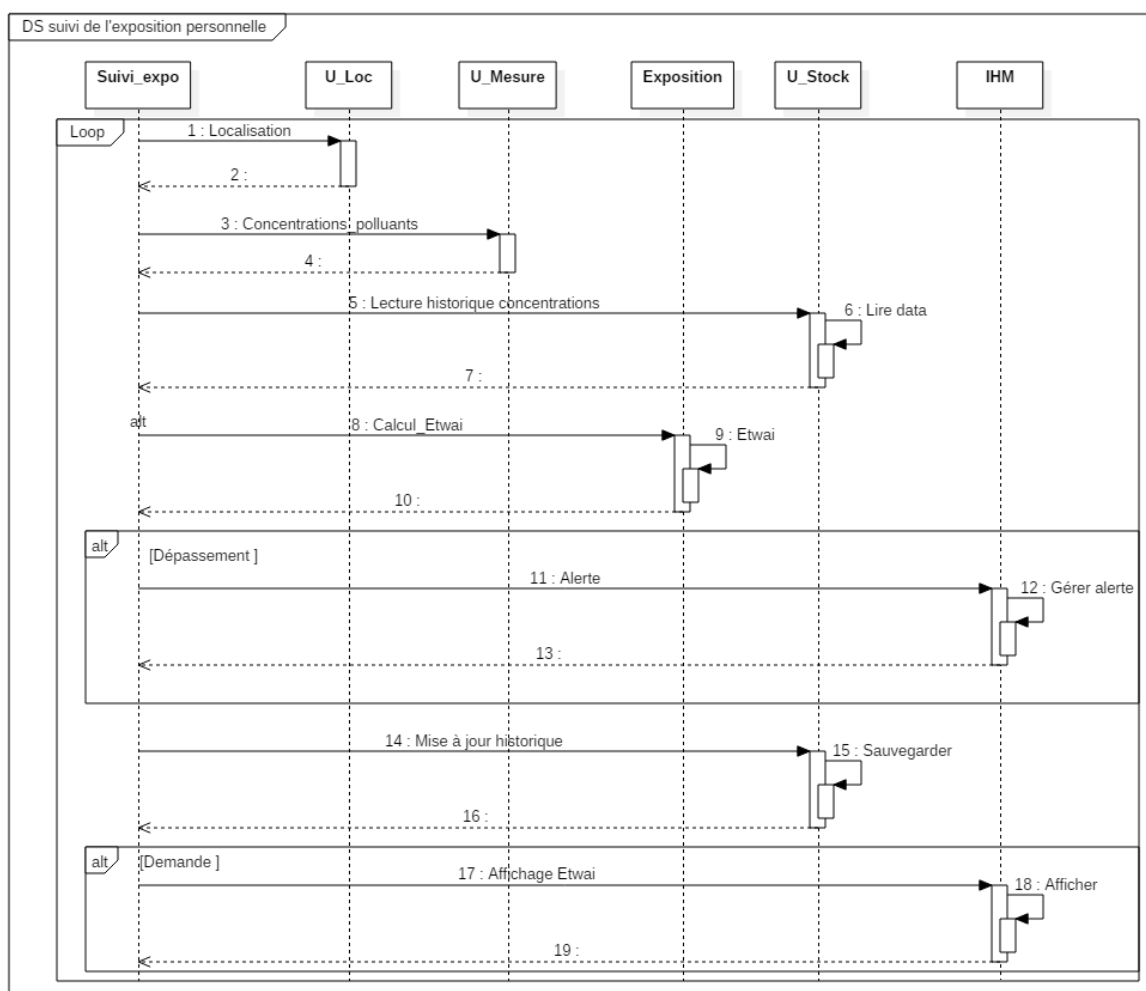 DS suivi de l'exposition personnelle
Suivi_expo
U_Loc
U_Mesure
Exposition
U_Stock
IHM
Loop
1 : Localisation
2 :
3 : Concentrations_polluants
4 :
5 : Lecture historique concentrations
6 : Lire data
7 :
alt
8 : Calcul_Etwai
9 : Etwai
10 :
alt
[Dépassement ]
11 : Alerte
12 : Gérer alerte
13 :
14 : Mise à jour historique
15 : Sauvegarder
16 :
alt
[Demande ]
17 : Affichage Etwai
18 : Afficher
19 :